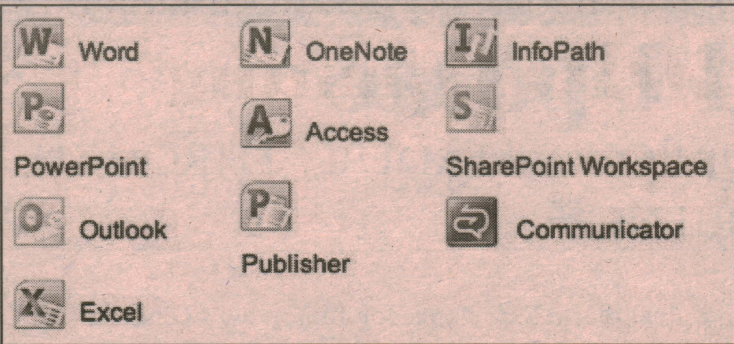 W Word
N OneNote
I InfoPath
P
PowerPoint
A Access
S
SharePoint Workspace
O Outlook
P
Publisher
Communicator
X Excel